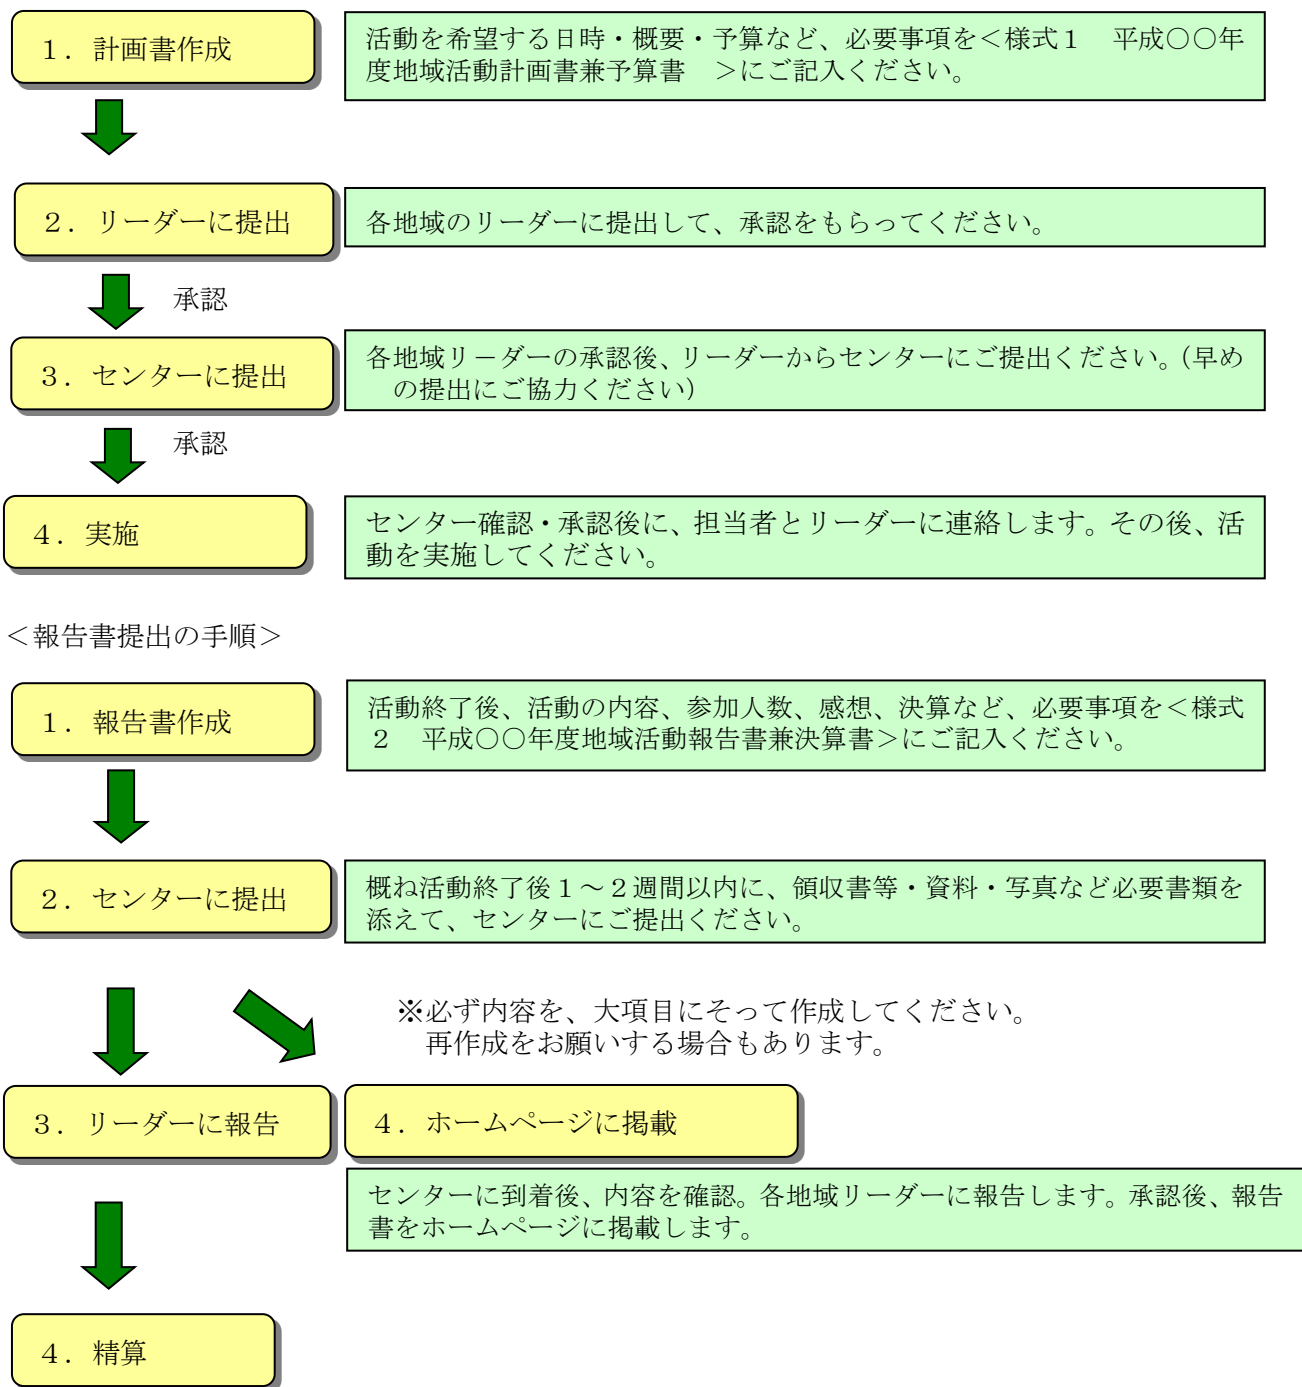 １．計画書作成
活動を希望する日時・概要・予算など、必要事項を＜様式１　平成〇〇年
度地域活動計画書兼予算書　＞にご記入ください。
２．リーダーに提出
各地域のリーダーに提出して、承認をもらってください。
承認
３．センターに提出
各地域リ－ダーの承認後、リーダーからセンターにご提出ください。（早め
の提出にご協力ください）
承認
４．実施
センター確認・承認後に、担当者とリーダーに連絡します。その後、活
動を実施してください。
＜報告書提出の手順＞
１．報告書作成
活動終了後、活動の内容、参加人数、感想、決算など、必要事項を＜様式
２　平成〇〇年度地域活動報告書兼決算書＞にご記入ください。
２．センターに提出
概ね活動終了後１～２週間以内に、領収書等・資料・写真など必要書類を
添えて、センターにご提出ください。
※必ず内容を、大項目にそって作成してください。
再作成をお願いする場合もあります。
３．リーダーに報告
４．ホームページに掲載
センターに到着後、内容を確認。各地域リーダーに報告します。承認後、報告
書をホームページに掲載します。
４．精算